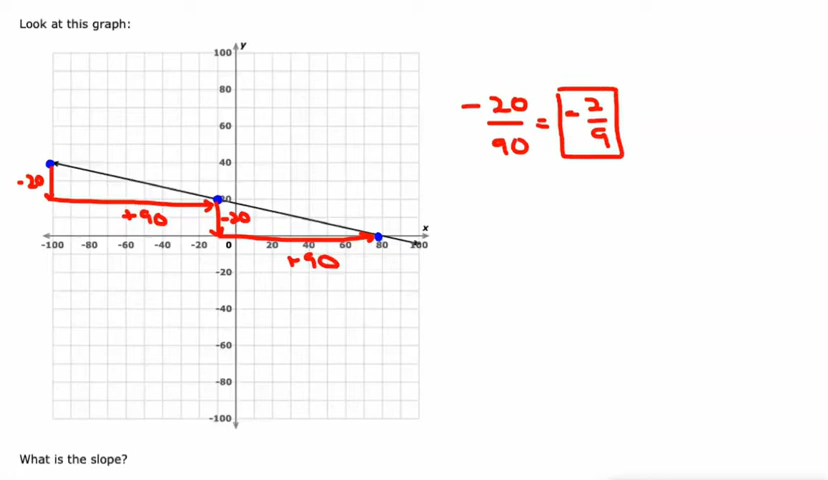 Look at this graph:
y
100
80
60
40
20
-20
+90
-20
x
-100 -80 -60 -40 -20 0 20 40 60 80 100
+90
-20
-40
-60
-80
-100
-20/90 = -2/9
What is the slope?